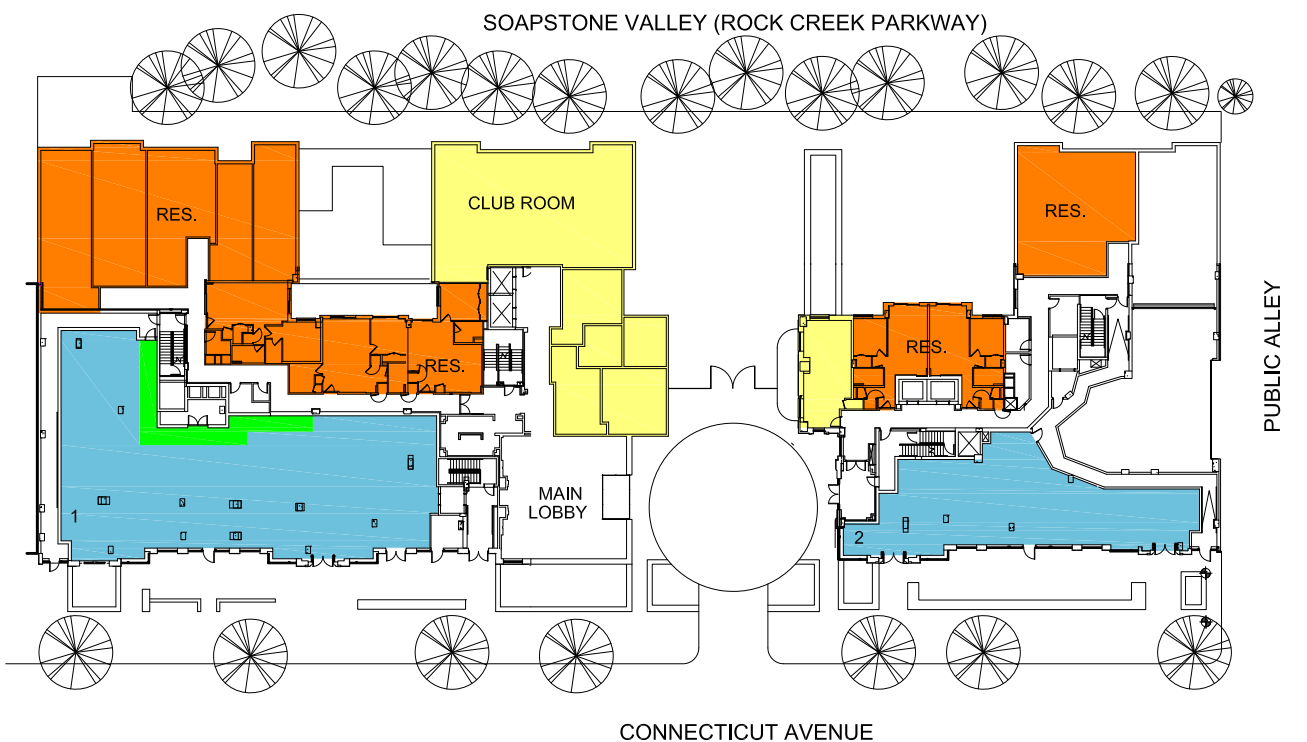 SOAPSTONE VALLEY (ROCK CREEK PARKWAY)
RES.
CLUB ROOM
RES.
PUBLIC ALLEY
RES.
RES.
MAIN
LOBBY
1
2
CONNECTICUT AVENUE